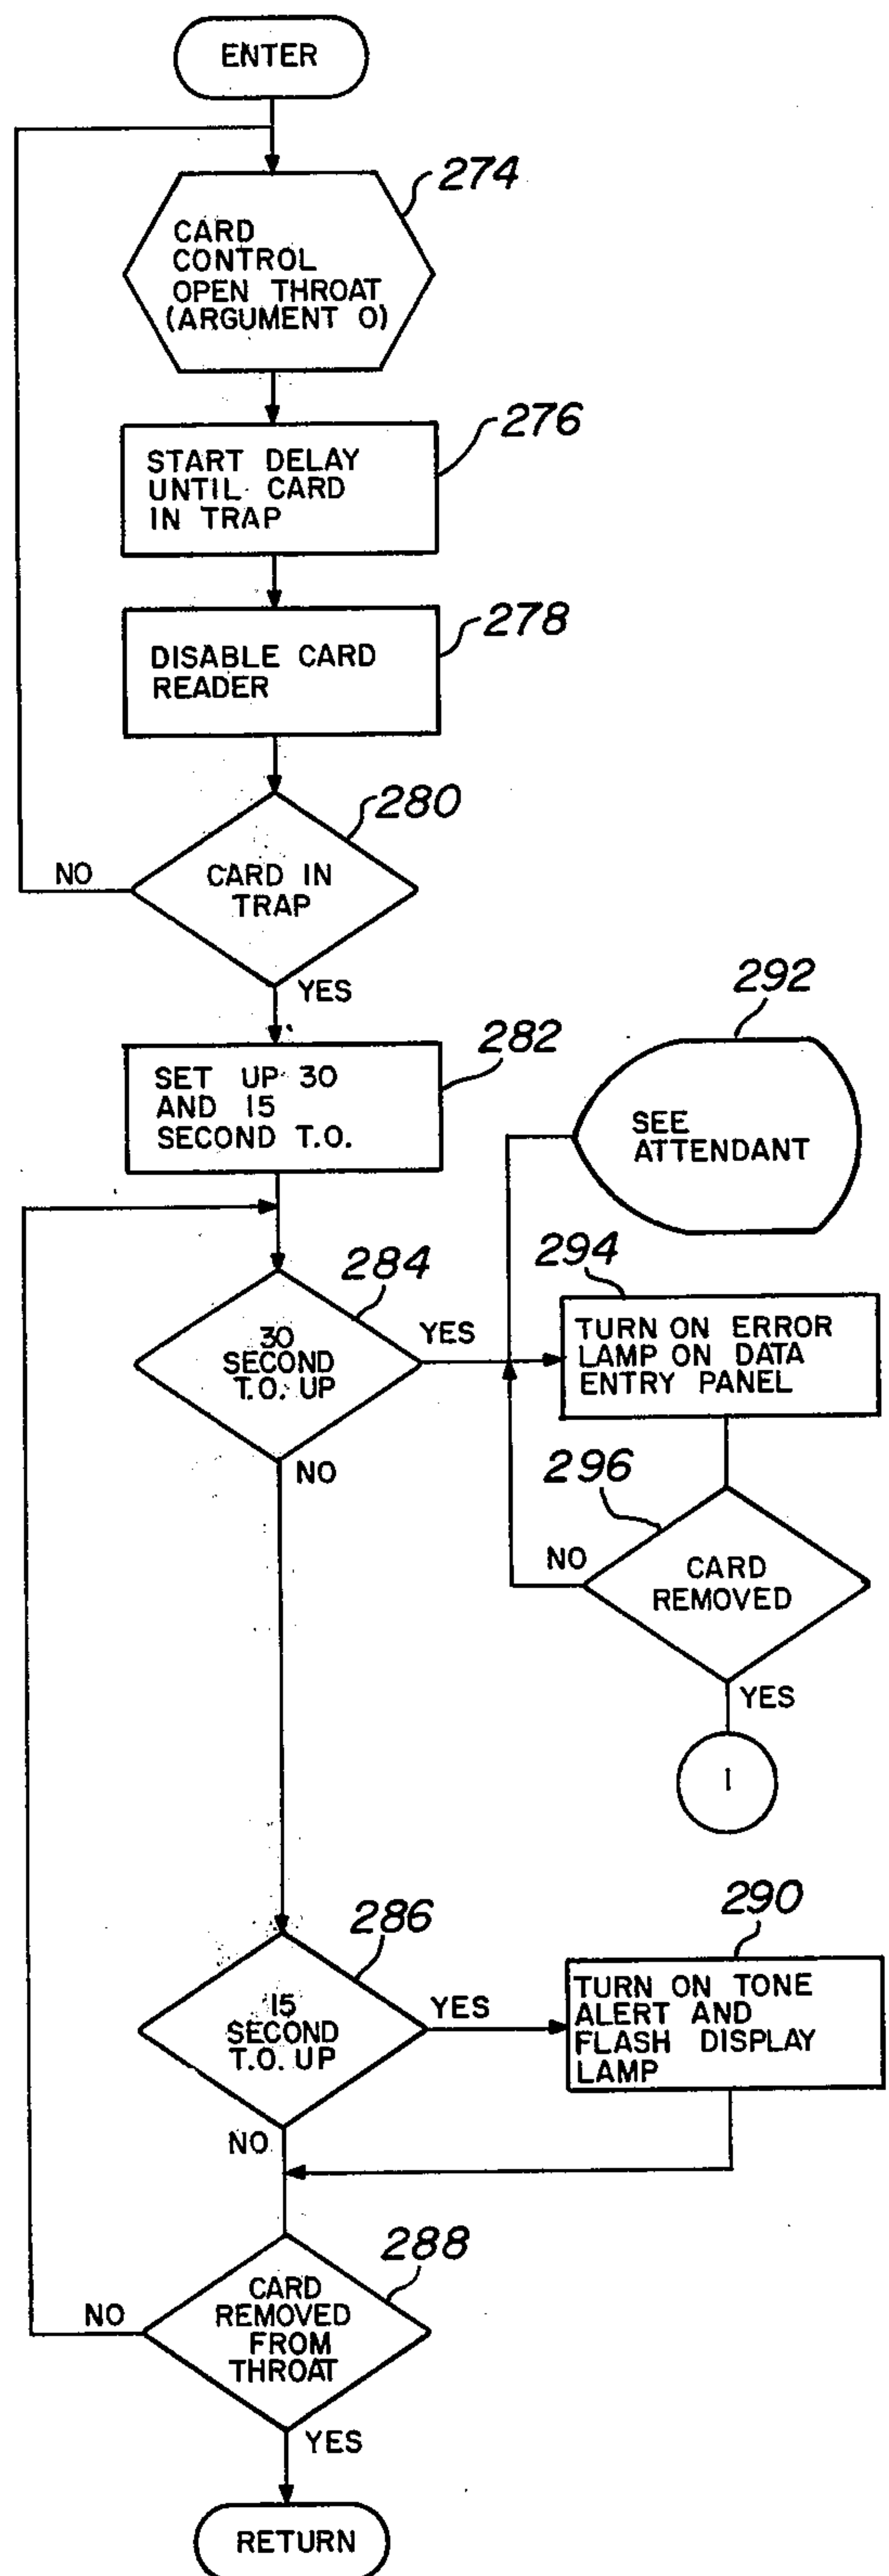 ENTER
274
CARD
CONTROL
OPEN THROAT
(ARGUMENT O)
276
START DELAY
UNTIL CARD
IN TRAP
278
DISABLE CARD
READER
280
CARD IN
TRAP
NO
YES
282
SET UP 30
AND 15
SECOND T.O.
292
SEE
ATTENDANT
284
30
SECOND
T.O. UP
YES
NO
294
TURN ON ERROR
LAMP ON DATA
ENTRY PANEL
296
CARD
REMOVED
NO
YES
1
286
15
SECOND
T.O. UP
YES
NO
290
TURN ON TONE
ALERT AND
FLASH DISPLAY
LAMP
288
CARD
REMOVED
FROM
THROAT
NO
YES
RETURN